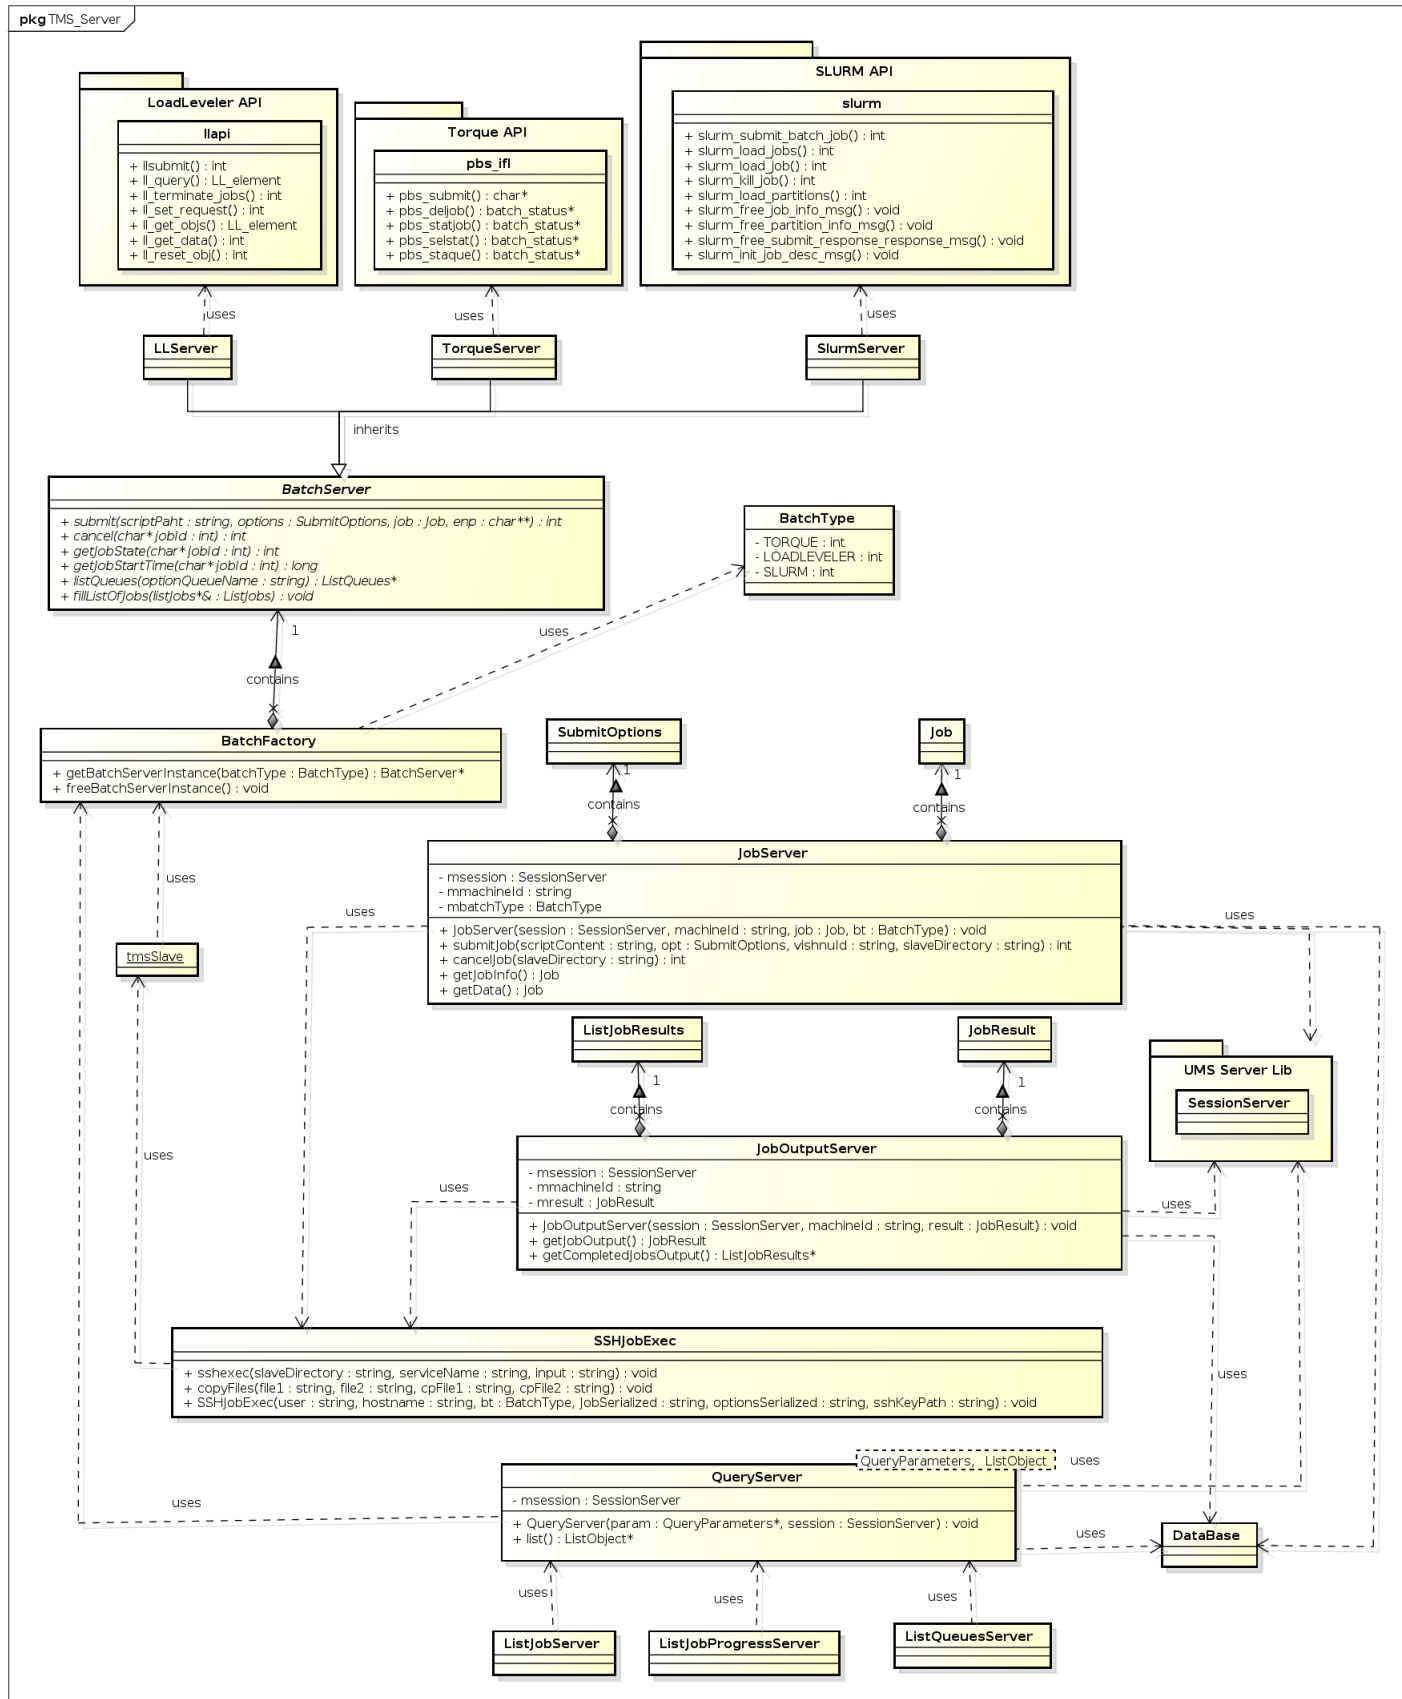 pkg TMS_Server
LoadLeveler API
llapi
+ llsubmit() : int
+ ll_query() : LL_element
+ ll_terminate_jobs() : int
+ ll_set_request() : int
+ ll_get_objs() : LL_element
+ ll_get_data() : int
+ ll_reset_obj() : int
Torque API
pbs_ifl
+ pbs_submit() : char*
+ pbs_deljob() : batch_status*
+ pbs_statjob() : batch_status*
+ pbs_selstat() : batch_status*
+ pbs_staque() : batch_status*
SLURM API
slurm
+ slurm_submit_batch_job() : int
+ slurm_load_jobs() : int
+ slurm_load_job() : int
+ slurm_kill_job() : int
+ slurm_load_partitions() : int
+ slurm_free_job_info_msg() : void
+ slurm_free_partition_info_msg() : void
+ slurm_free_submit_response_response_msg() : void
+ slurm_init_job_desc_msg() : void
uses
uses
uses
LLServer
TorqueServer
SlurmServer
inherits
BatchServer
+ submit(scriptPaht : string, options : SubmitOptions, job : Job, enp : char**) : int
+ cancel(char* jobId : int) : int
+ getJobState(char* jobId : int) : int
+ getJobStartTime(char* jobId : int) : long
+ listQueues(optionQueueName : string) : ListQueues*
+ fillListOfJobs(listJobs*& : ListJobs) : void
BatchType
- TORQUE : int
- LOADLEVELER : int
- SLURM : int
1
uses
contains
BatchFactory
+ getBatchServerInstance(batchType : BatchType) : BatchServer*
+ freeBatchServerInstance() : void
SubmitOptions
Job
1
1
contains
contains
JobServer
- msession : SessionServer
- mmachineId : string
- mbatchType : BatchType
+ JobServer(session : SessionServer, machineId : string, job : Job, bt : BatchType) : void
+ submitJob(scriptContent : string, opt : SubmitOptions, vishnuId : string, slaveDirectory : string) : int
+ cancelJob(slaveDirectory : string) : int
+ getJobInfo() : Job
+ getData() : Job
uses
uses
uses
tmsSlave
ListJobResults
JobResult
1
1
contains
contains
UMS Server Lib
SessionServer
JobOutputServer
- msession : SessionServer
- mmachineId : string
- mresult : JobResult
+ JobOutputServer(session : SessionServer, machineId : string, result : JobResult) : void
+ getJobOutput() : JobResult
+ getCompletedJobsOutput() : ListJobResults*
uses
uses
uses
SSHJobExec
+ sshexec(slaveDirectory : string, serviceName : string, input : string) : void
+ copyFiles(file1 : string, file2 : string, cpFile1 : string, cpFile2 : string) : void
+ SSHJobExec(user : string, hostname : string, bt : BatchType, JobSerialized : string, optionsSerialized : string, sshKeyPath : string) : void
uses
QueryParameters, ListObject
uses
QueryServer
- msession : SessionServer
+ QueryServer(param : QueryParameters*, session : SessionServer) : void
+ list() : ListObject*
uses
uses
DataBase
uses
uses
uses
ListJobServer
ListJobProgressServer
ListQueuesServer